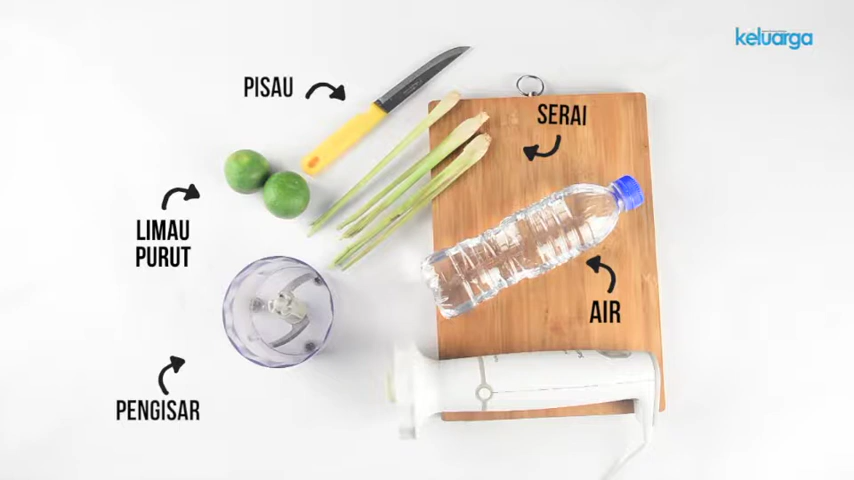 keluarga
PISAU
SERAI
LIMAU
PURUT
AIR
PENGISAR